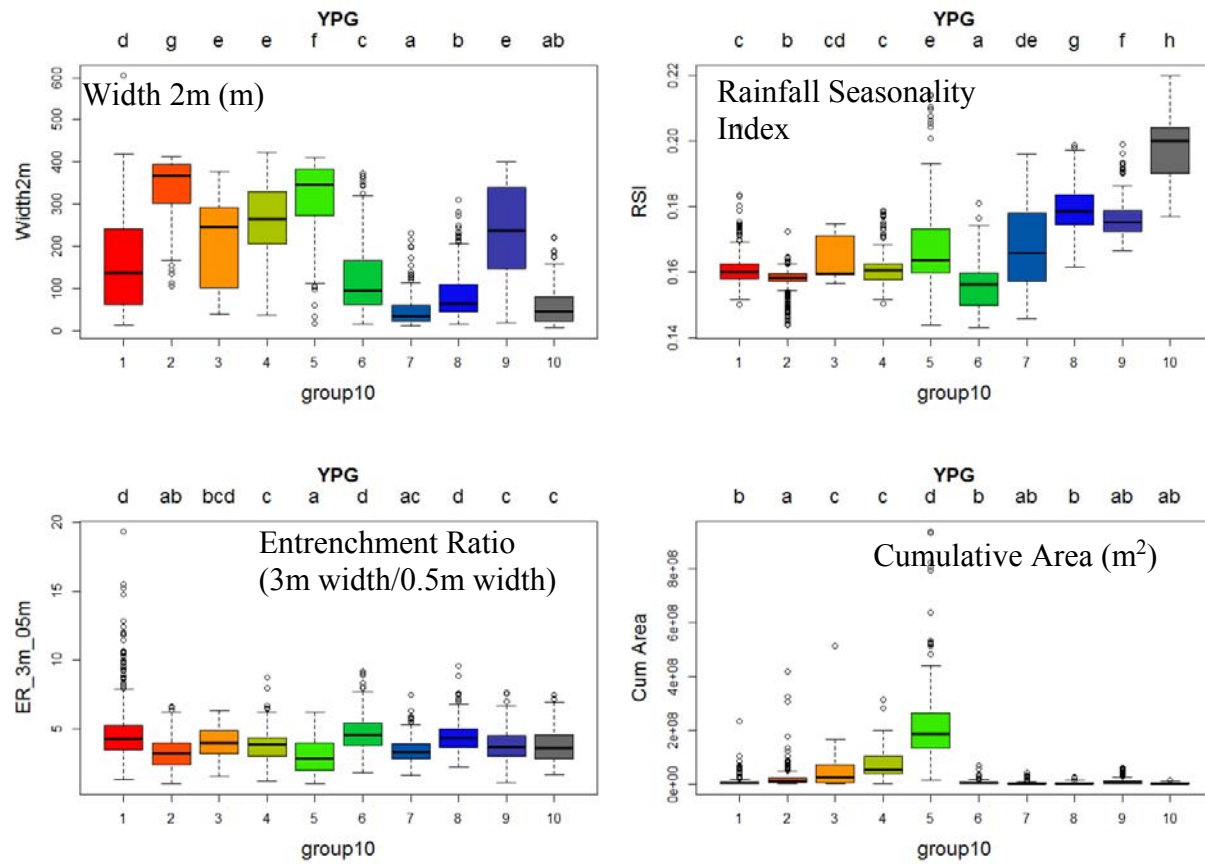 YPG
d g e e f c a b e ab
Width 2m (m)
Width2m
0 100 200 300 400 500 600
1 2 3 4 5 6 7 8 9 10
group10
YPG
c b cd c e a de g f h
Rainfall Seasonality
Index
RSI
0.14 0.16 0.18 0.20 0.22
1 2 3 4 5 6 7 8 9 10
group10
YPG
d ab bcd c a d ac d c c
Entrenchment Ratio
(3m width/0.5m width)
ER_3m_05m
5 10 15 20
1 2 3 4 5 6 7 8 9 10
group10
YPG
b a c c d b ab b ab ab
Cumulative Area (m²)
Cum Area
0e+00 2e+08 4e+08 6e+08 8e+08
1 2 3 4 5 6 7 8 9 10
group10